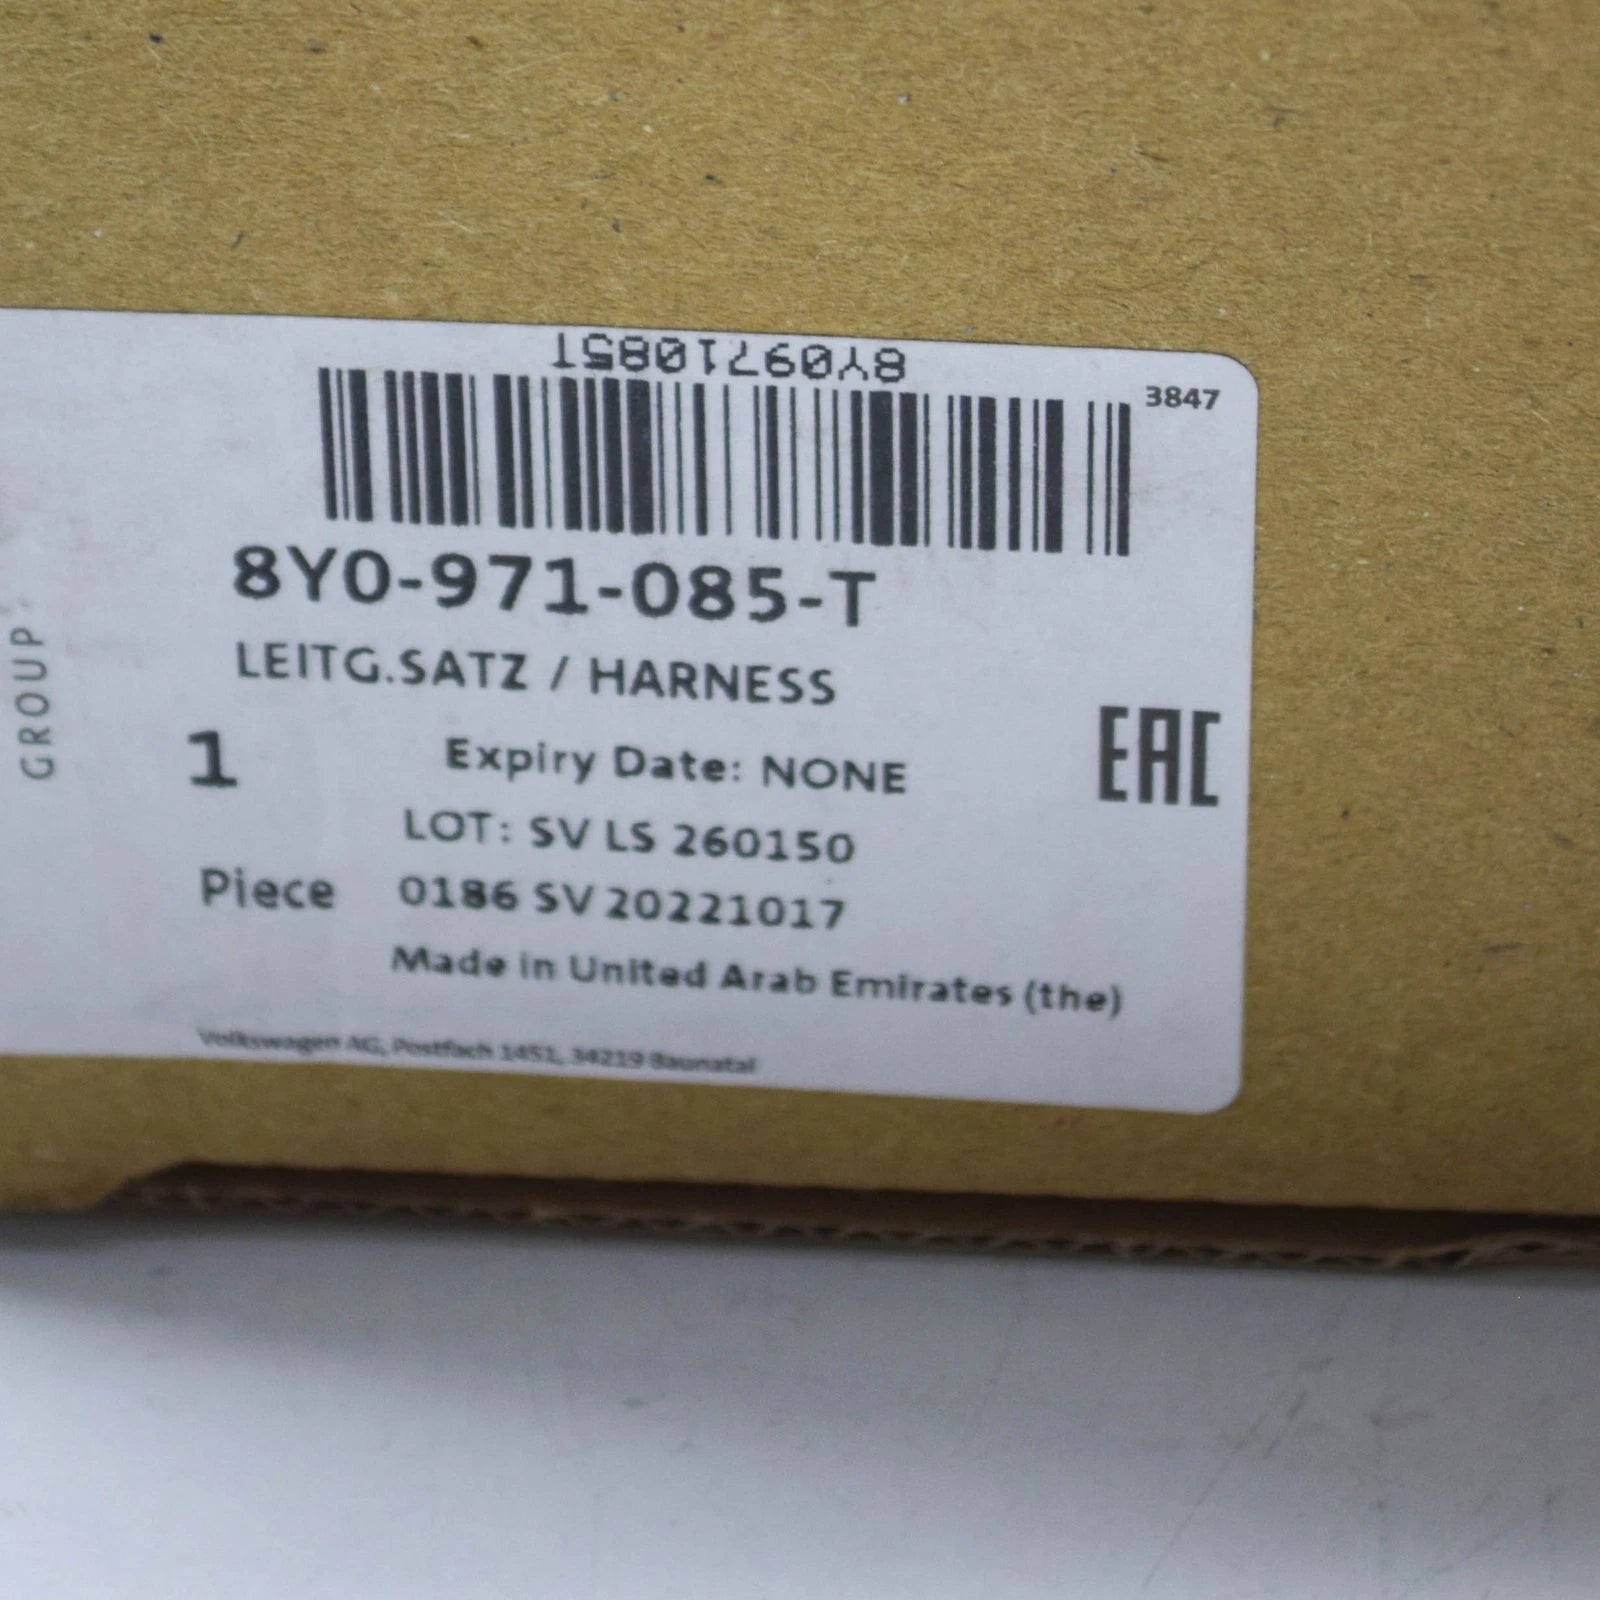 8Y0971085T
3847
8Y0-971-085-T
LEITG.SATZ / HARNESS
GROUP
EAC
1
Expiry Date: NONE
LOT: SV LS 260150
Piece
0186 SV 20221017
Made in United Arab Emirates (the)
Volkswagen AG, Postfach 1451, 34219 Baunatal